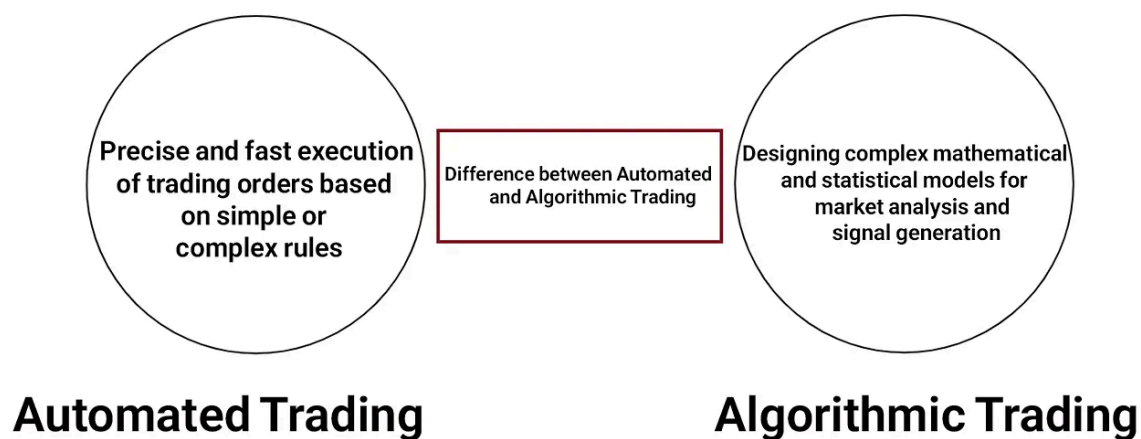 Precise and fast execution
of trading orders based
on simple or
complex rules
Difference between Automated
and Algorithmic Trading
Designing complex mathematical
and statistical models for
market analysis and
signal generation
Automated Trading
Algorithmic Trading